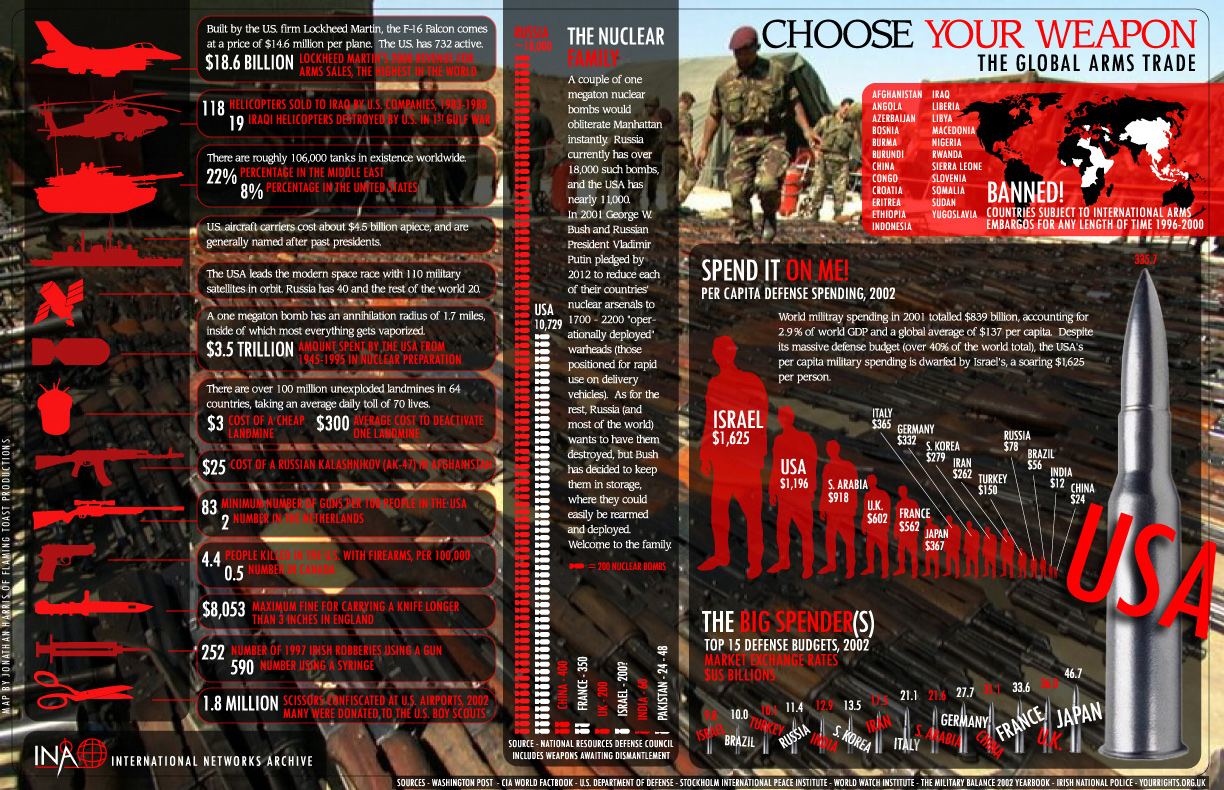 Built by the U.S. firm Lockheed Martin, the F-16 Falcon comes
at a price of $14.6 million per plane. The U.S. has 732 active.
$18.6 BILLION LOCKHEED MARTIN'S 2000 REVENUE FOR
ARMS SALES, THE HIGHEST IN THE WORLD
118 HELICOPTERS SOLD TO IRAQ BY U.S. COMPANIES, 1983-1988
19 IRAQI HELICOPTERS DESTROYED BY U.S. IN 1ST GULF WAR
There are roughly 106,000 tanks in existence worldwide.
22% PERCENTAGE IN THE MIDDLE EAST
8% PERCENTAGE IN THE UNITED STATES
U.S. aircraft carriers cost about $4.5 billion apiece, and are
generally named after past presidents.
The USA leads the modern space race with 110 military
satellites in orbit. Russia has 40 and the rest of the world 20.
A one megaton bomb has an annihilation radius of 1.7 miles,
inside of which most everything gets vaporized.
$3.5 TRILLION AMOUNT SPENT BY THE USA FROM
1945-1995 IN NUCLEAR PREPARATION
There are over 100 million unexploded landmines in 64
countries, taking an average daily toll of 70 lives.
$3 COST OF A CHEAP
LANDMINE
$300 AVERAGE COST TO DEACTIVATE
ONE LANDMINE
$25 COST OF A RUSSIAN KALASHNIKOV (AK-47) IN AFGHANISTAN
83 MINIMUM NUMBER OF GUNS PER 100 PEOPLE IN THE USA
2 NUMBER IN THE NETHERLANDS
4.4 PEOPLE KILLED IN THE U.S. WITH FIREARMS, PER 100,000
0.5 NUMBER IN CANADA
$8,053 MAXIMUM FINE FOR CARRYING A KNIFE LONGER
THAN 3 INCHES IN ENGLAND
252 NUMBER OF 1997 IRISH ROBBERIES USING A GUN
590 NUMBER USING A SYRINGE
1.8 MILLION SCISSORS CONFISCATED AT U.S. AIRPORTS, 2002
MANY WERE DONATED TO THE U.S. BOY SCOUTS
MAP BY JONATHAN HARRIS OF FLAMING TOAST PRODUCTIONS
INA INTERNATIONAL NETWORKS ARCHIVE
RUSSIA
~18,000
USA
10,729
CHINA - 400
FRANCE - 350
UK - 200
ISRAEL - 200?
INDIA - 60
PAKISTAN - 24 - 48
THE NUCLEAR
FAMILY
A couple of one
megaton nuclear
bombs would
obliterate Manhattan
instantly. Russia
currently has over
18,000 such bombs,
and the USA has
nearly 11,000.
In 2001 George W.
Bush and Russian
President Vladimir
Putin pledged by
2012 to reduce each
of their countries'
nuclear arsenals to
1700 - 2200 "oper-
ationally deployed"
warheads (those
positioned for rapid
use on delivery
vehicles). As for the
rest, Russia (and
most of the world)
wants to have them
destroyed, but Bush
has decided to keep
them in storage,
where they could
easily be rearmed
and deployed.
Welcome to the family.
= 200 NUCLEAR BOMBS
SOURCE - NATIONAL RESOURCES DEFENSE COUNCIL
INCLUDES WEAPONS AWAITING DISMANTLEMENT
CHOOSE YOUR WEAPON
THE GLOBAL ARMS TRADE
AFGHANISTAN
ANGOLA
AZERBAIJAN
BOSNIA
BURMA
BURUNDI
CHINA
CONGO
CROATIA
ERITREA
ETHIOPIA
INDONESIA
IRAQ
LIBERIA
LIBYA
MACEDONIA
NIGERIA
RWANDA
SIERRA LEONE
SLOVENIA
SOMALIA
SUDAN
YUGOSLAVIA
BANNED!
COUNTRIES SUBJECT TO INTERNATIONAL ARMS
EMBARGOS FOR ANY LENGTH OF TIME 1996-2000
SPEND IT ON ME!
PER CAPITA DEFENSE SPENDING, 2002
World militray spending in 2001 totalled $839 billion, accounting for
2.9% of world GDP and a global average of $137 per capita. Despite
its massive defense budget (over 40% of the world total), the USA's
per capita military spending is dwarfed by Israel's, a soaring $1,625
per person.
ISRAEL
$1,625
USA
$1,196
S. ARABIA
$918
U.K.
$602
FRANCE
$562
JAPAN
$367
ITALY
$365
GERMANY
$332
S. KOREA
$279
IRAN
$262
TURKEY
$150
RUSSIA
$78
BRAZIL
$56
INDIA
$12
CHINA
$24
THE BIG SPENDER(S)
TOP 15 DEFENSE BUDGETS, 2002
MARKET EXCHANGE RATES
$US BILLIONS
ISRAEL
10.0
BRAZIL
TURKEY
11.4
RUSSIA
12.9
INDIA
13.5
S. KOREA
17.5
IRAN
21.1
ITALY
21.6
S. ARABIA
27.7
GERMANY
CHINA
33.6
FRANCE
U.K.
46.7
JAPAN
335.7
USA
SOURCES - WASHINGTON POST - CIA WORLD FACTBOOK - U.S. DEPARTMENT OF DEFENSE - STOCKHOLM INTERNATIONAL PEACE INSTITUTE - WORLD WATCH INSTITUTE - THE MILITARY BALANCE 2002 YEARBOOK - IRISH NATIONAL POLICE - YOURRIGHTS.ORG.UK